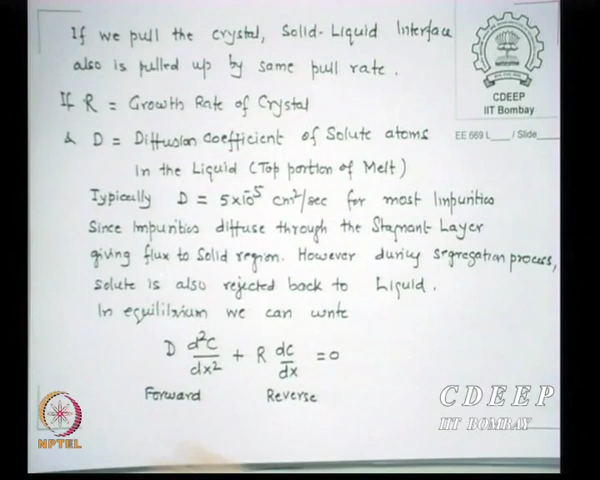 If we pull the crystal, Solid-Liquid Interface
also is pulled up by same pull rate.
If R = Growth Rate of Crystal
& D = Diffusion Coefficient of Solute atoms
In the Liquid (Top portion of Melt)
Typically D = 5×10⁻⁵ cm²/sec for most Impurities
Since Impurities diffuse through the Stagnant Layer
giving flux to Solid region. However during segregation process,
solute is also rejected back to Liquid.
In equilibrium we can write
D d²C/dx² + R dc/dx = 0
Forward Reverse
CDEEP
IIT Bombay
EE 669 L___ / Slide___
NPTEL
CDEEP
IIT BOMBAY